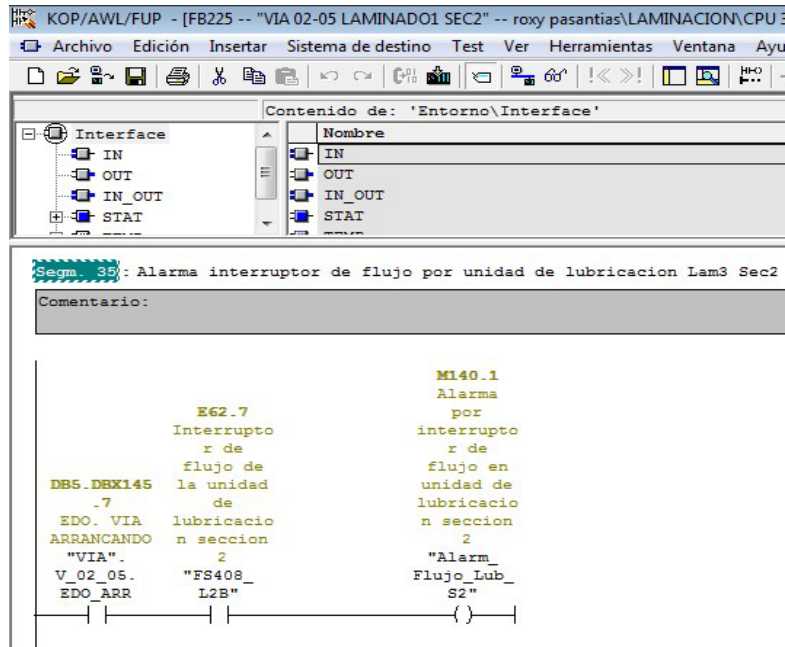 KOP/AWL/FUP - [FB225 -- "VIA 02-05 LAMINADO1 SEC2" -- roxy pasantias\LAMINACION\CPU
Archivo Edición Insertar Sistema de destino Test Ver Herramientas Ventana
Contenido de: 'Entorno\Interface'
Interface
IN
OUT
IN_OUT
STAT
Nombre
IN
OUT
IN_OUT
STAT
Segm. 35: Alarma interruptor de flujo por unidad de lubricacion Lam3 Sec2
Comentario:
DB5.DBX145
.7
EDO. VIA
ARRANCANDO
"VIA".
V_02_05.
EDO_ARR
E62.7
Interrupto
r de
flujo de
la unidad
de
lubricacio
n seccion
2
"FS408_
L2B"
M140.1
Alarma
por
interrupto
r de
flujo en
unidad de
lubricacio
n seccion
2
"Alarm_
Flujo_Lub_
S2"